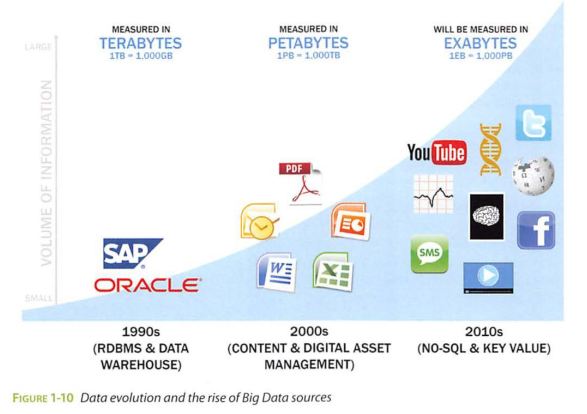 MEASURED IN
TERABYTES
1TB = 1,000GB
MEASURED IN
PETABYTES
1PB = 1,000TB
WILL BE MEASURED IN
EXABYTES
1EB = 1,000PB
LARGE
VOLUME OF INFORMATION
SMALL
You Tube
PDF
SMS
SAP
ORACLE
W
X
1990s
(RDBMS & DATA
WAREHOUSE)
2000s
(CONTENT & DIGITAL ASSET
MANAGEMENT)
2010s
(NO-SQL & KEY VALUE)
FIGURE 1-10 Data evolution and the rise of Big Data sources